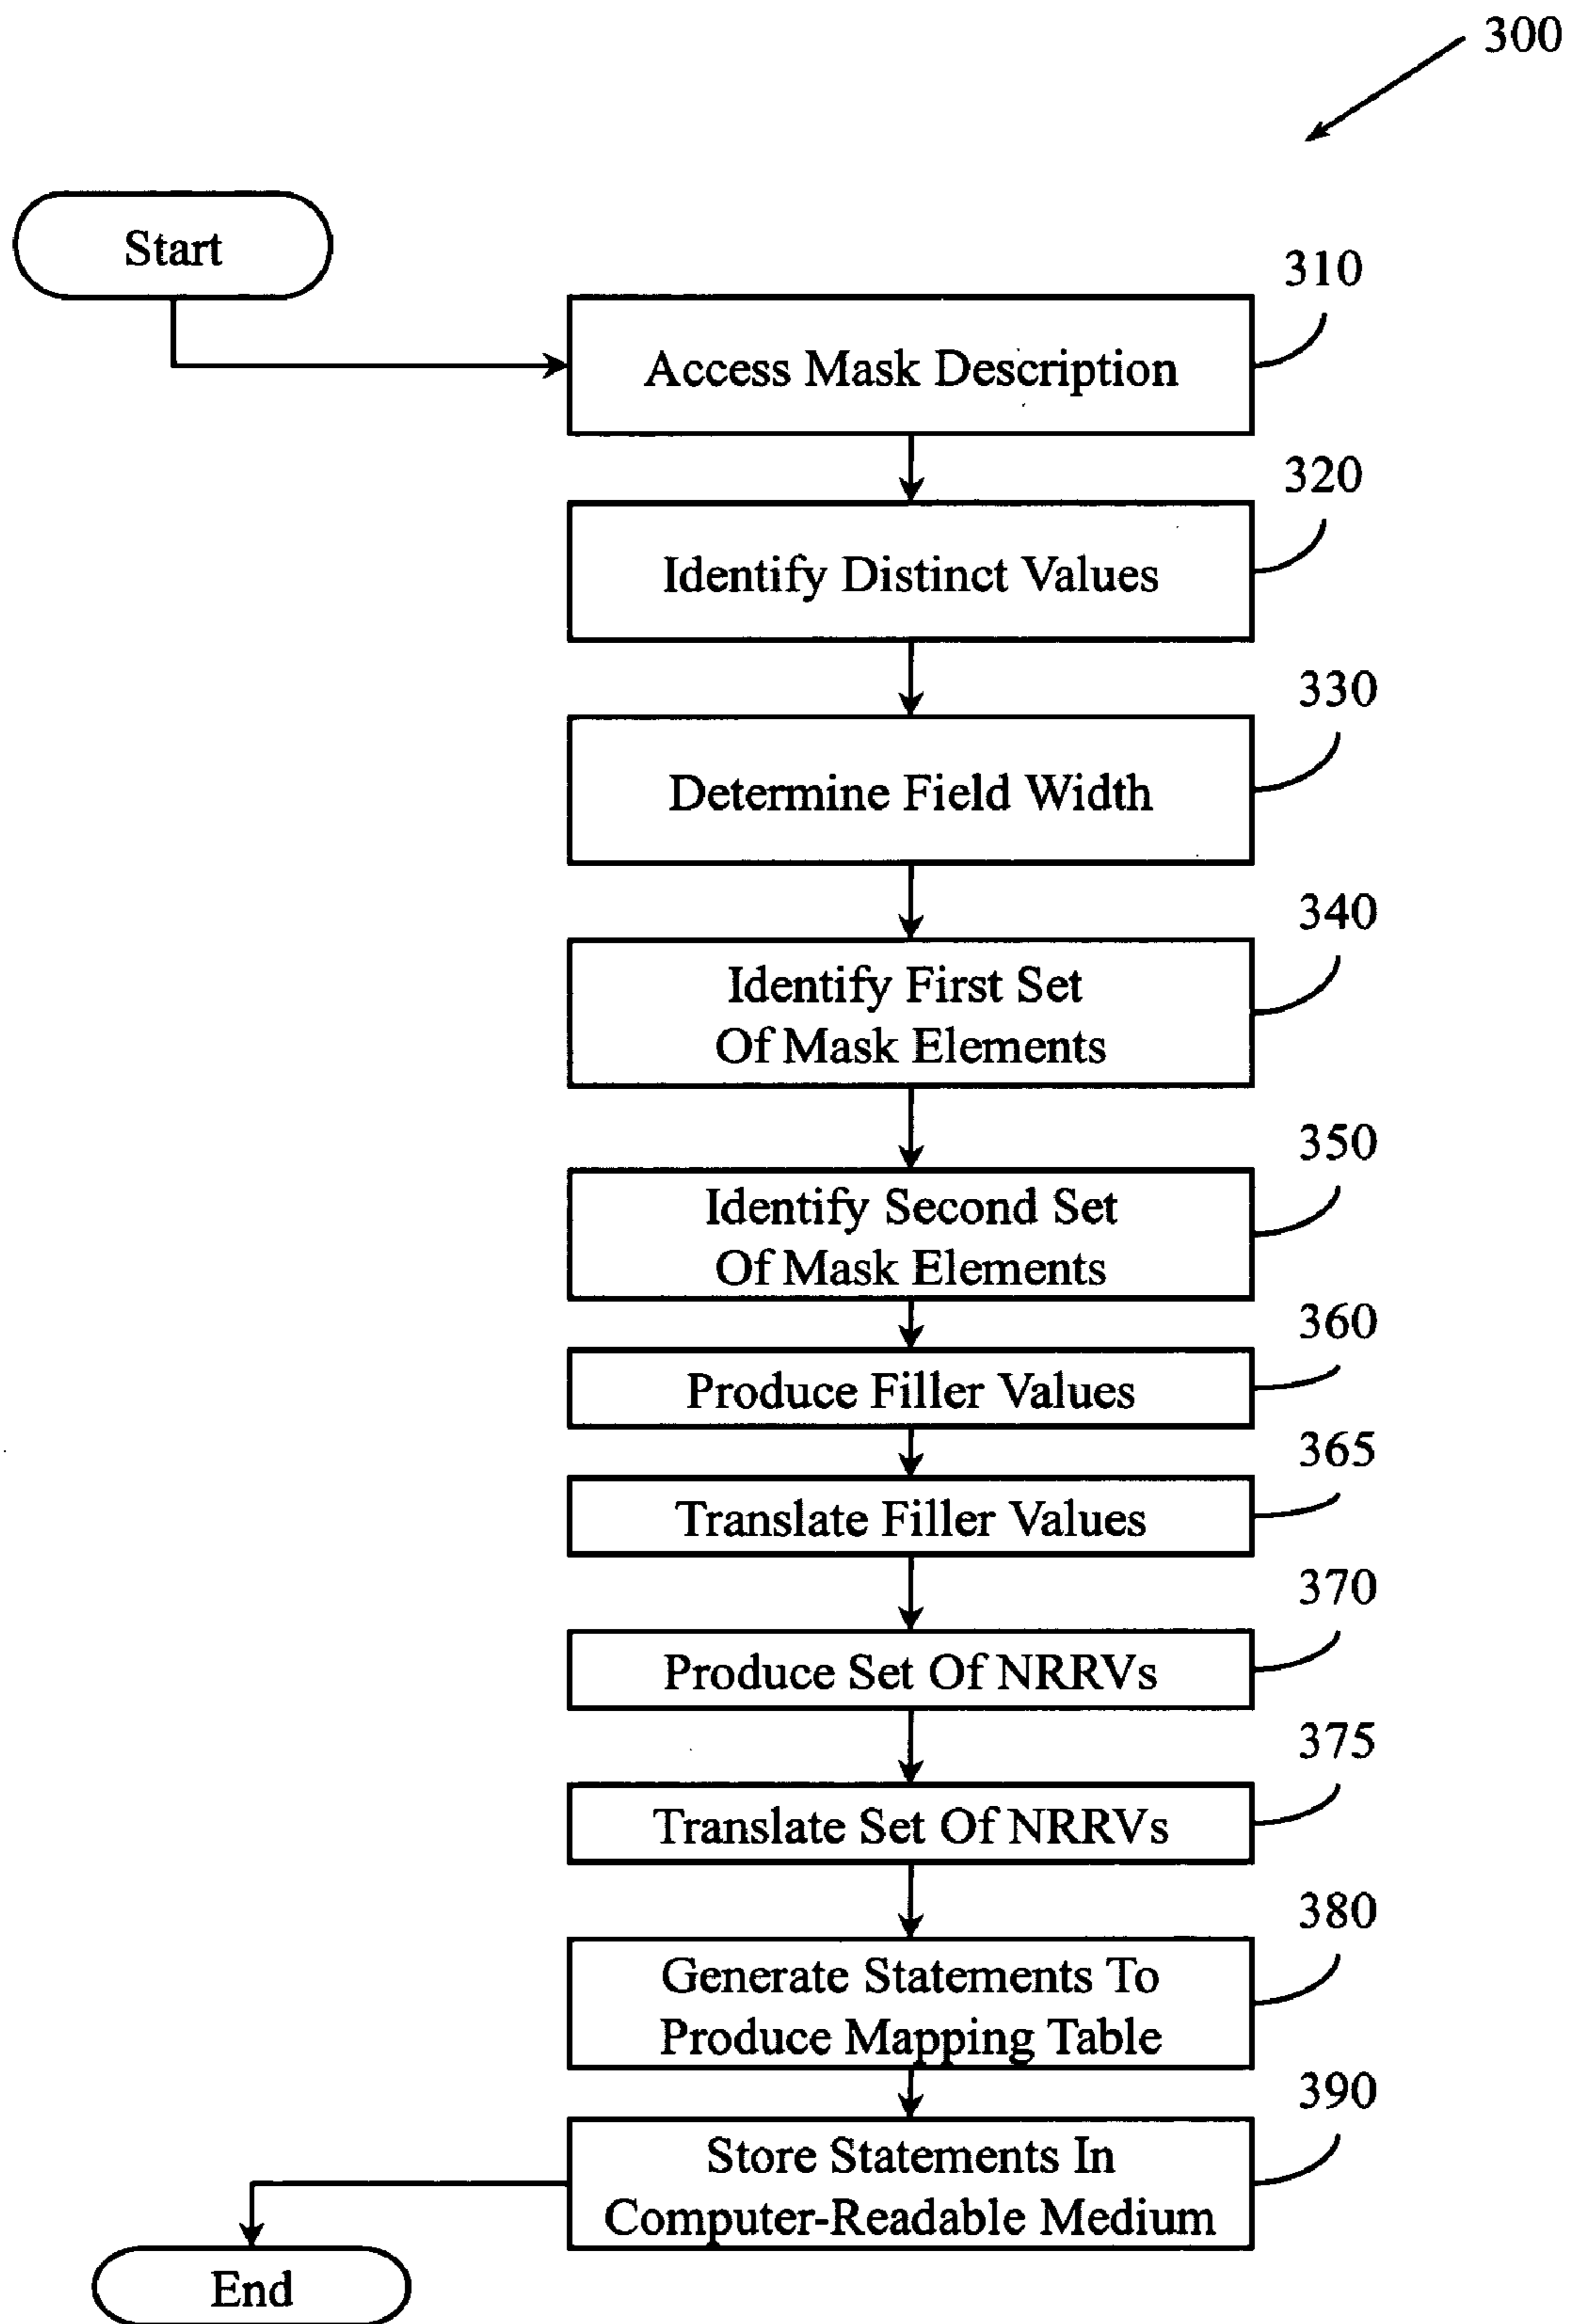 300
Start
310
Access Mask Description
320
Identify Distinct Values
330
Determine Field Width
340
Identify First Set
Of Mask Elements
350
Identify Second Set
Of Mask Elements
360
Produce Filler Values
365
Translate Filler Values
370
Produce Set Of NRRVs
375
Translate Set Of NRRVs
380
Generate Statements To
Produce Mapping Table
390
Store Statements In
Computer-Readable Medium
End